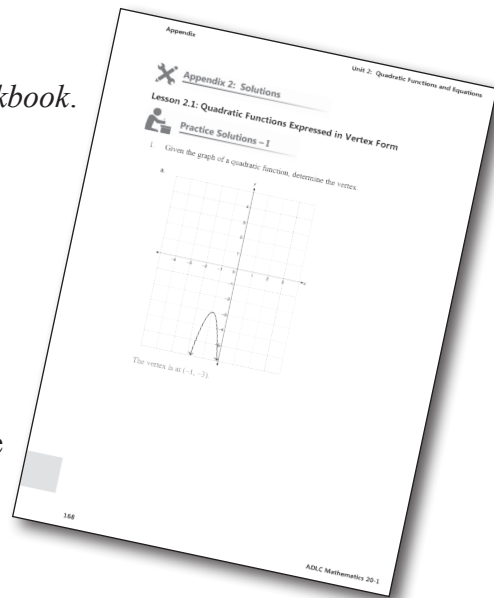 kbook.
e
Appendix
Unit 2: Quadratic Functions and Equations
Appendix 2: Solutions
Lesson 2.1: Quadratic Functions Expressed in Vertex Form
Practice Solutions – I
1. Given the graph of a quadratic function, determine the vertex.
a.
The vertex is at (–1, –3).
168
ADLC Mathematics 20-1